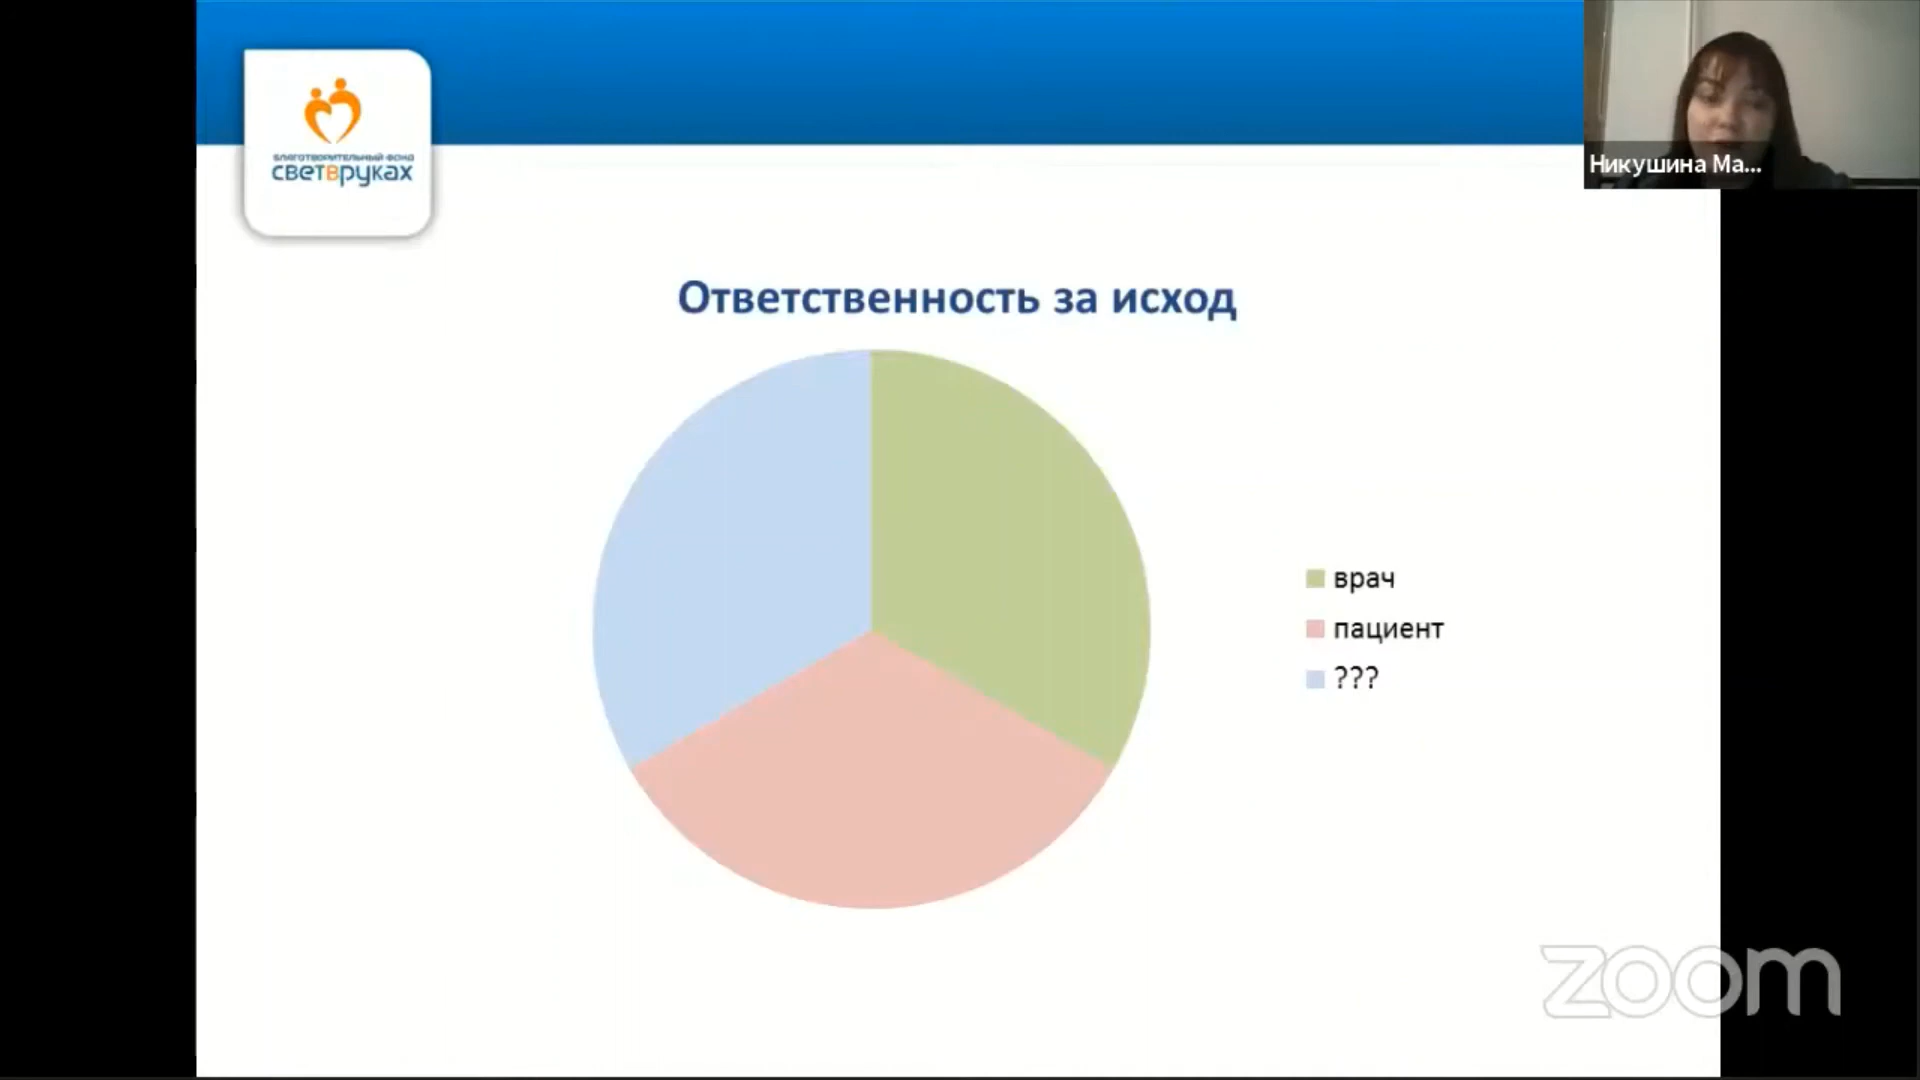 БЛАГОТВОРИТЕЛЬНЫЙ ФОНД
светвруках
Никушина Ма...
Ответственность за исход
врач
пациент
???
zoom